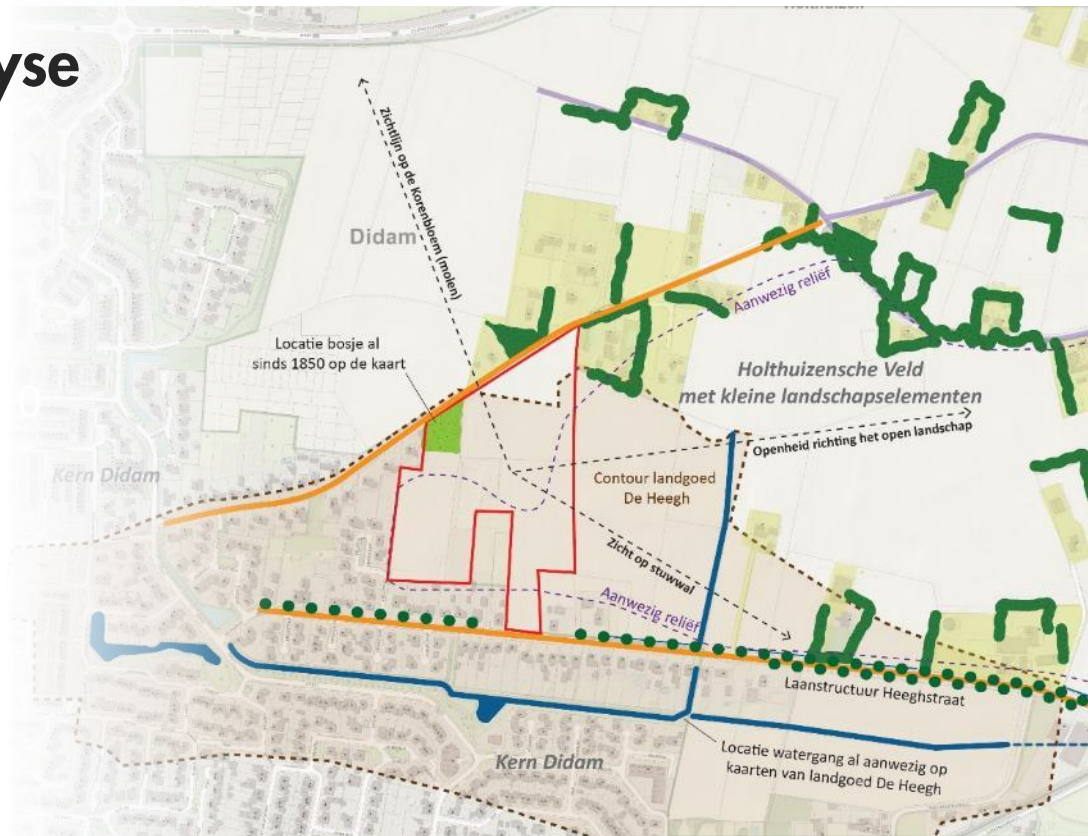 yse
Zichtlijn op de Korenbloem (molen)
Didam
Locatie bosje al
sinds 1850 op de kaart
Aanwezig reliëf
Holthuizensche Veld
met kleine landschapselementen
Openheid richting het open landschap
Kern Didam
Contour landgoed
De Heegh
Zicht op stuwwal
Aanwezig reliëf
Laanstructuur Heeghstraat
Locatie watergang al aanwezig op
kaarten van landgoed De Heegh
Kern Didam